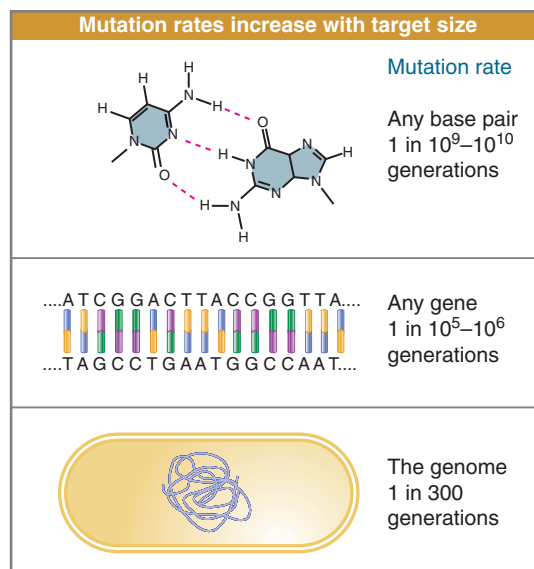 Mutation rates increase with target size
H
H
N
H
H
O
N
N
N
H
H
N
O
N
N
H
N
H
Mutation rate
Any base pair
1 in 10⁹–10¹⁰
generations
....ATCGGACTTACCGGTTA....
....TAGCCTGAATGGCCAAT....
Any gene
1 in 10⁵–10⁶
generations
The genome
1 in 300
generations